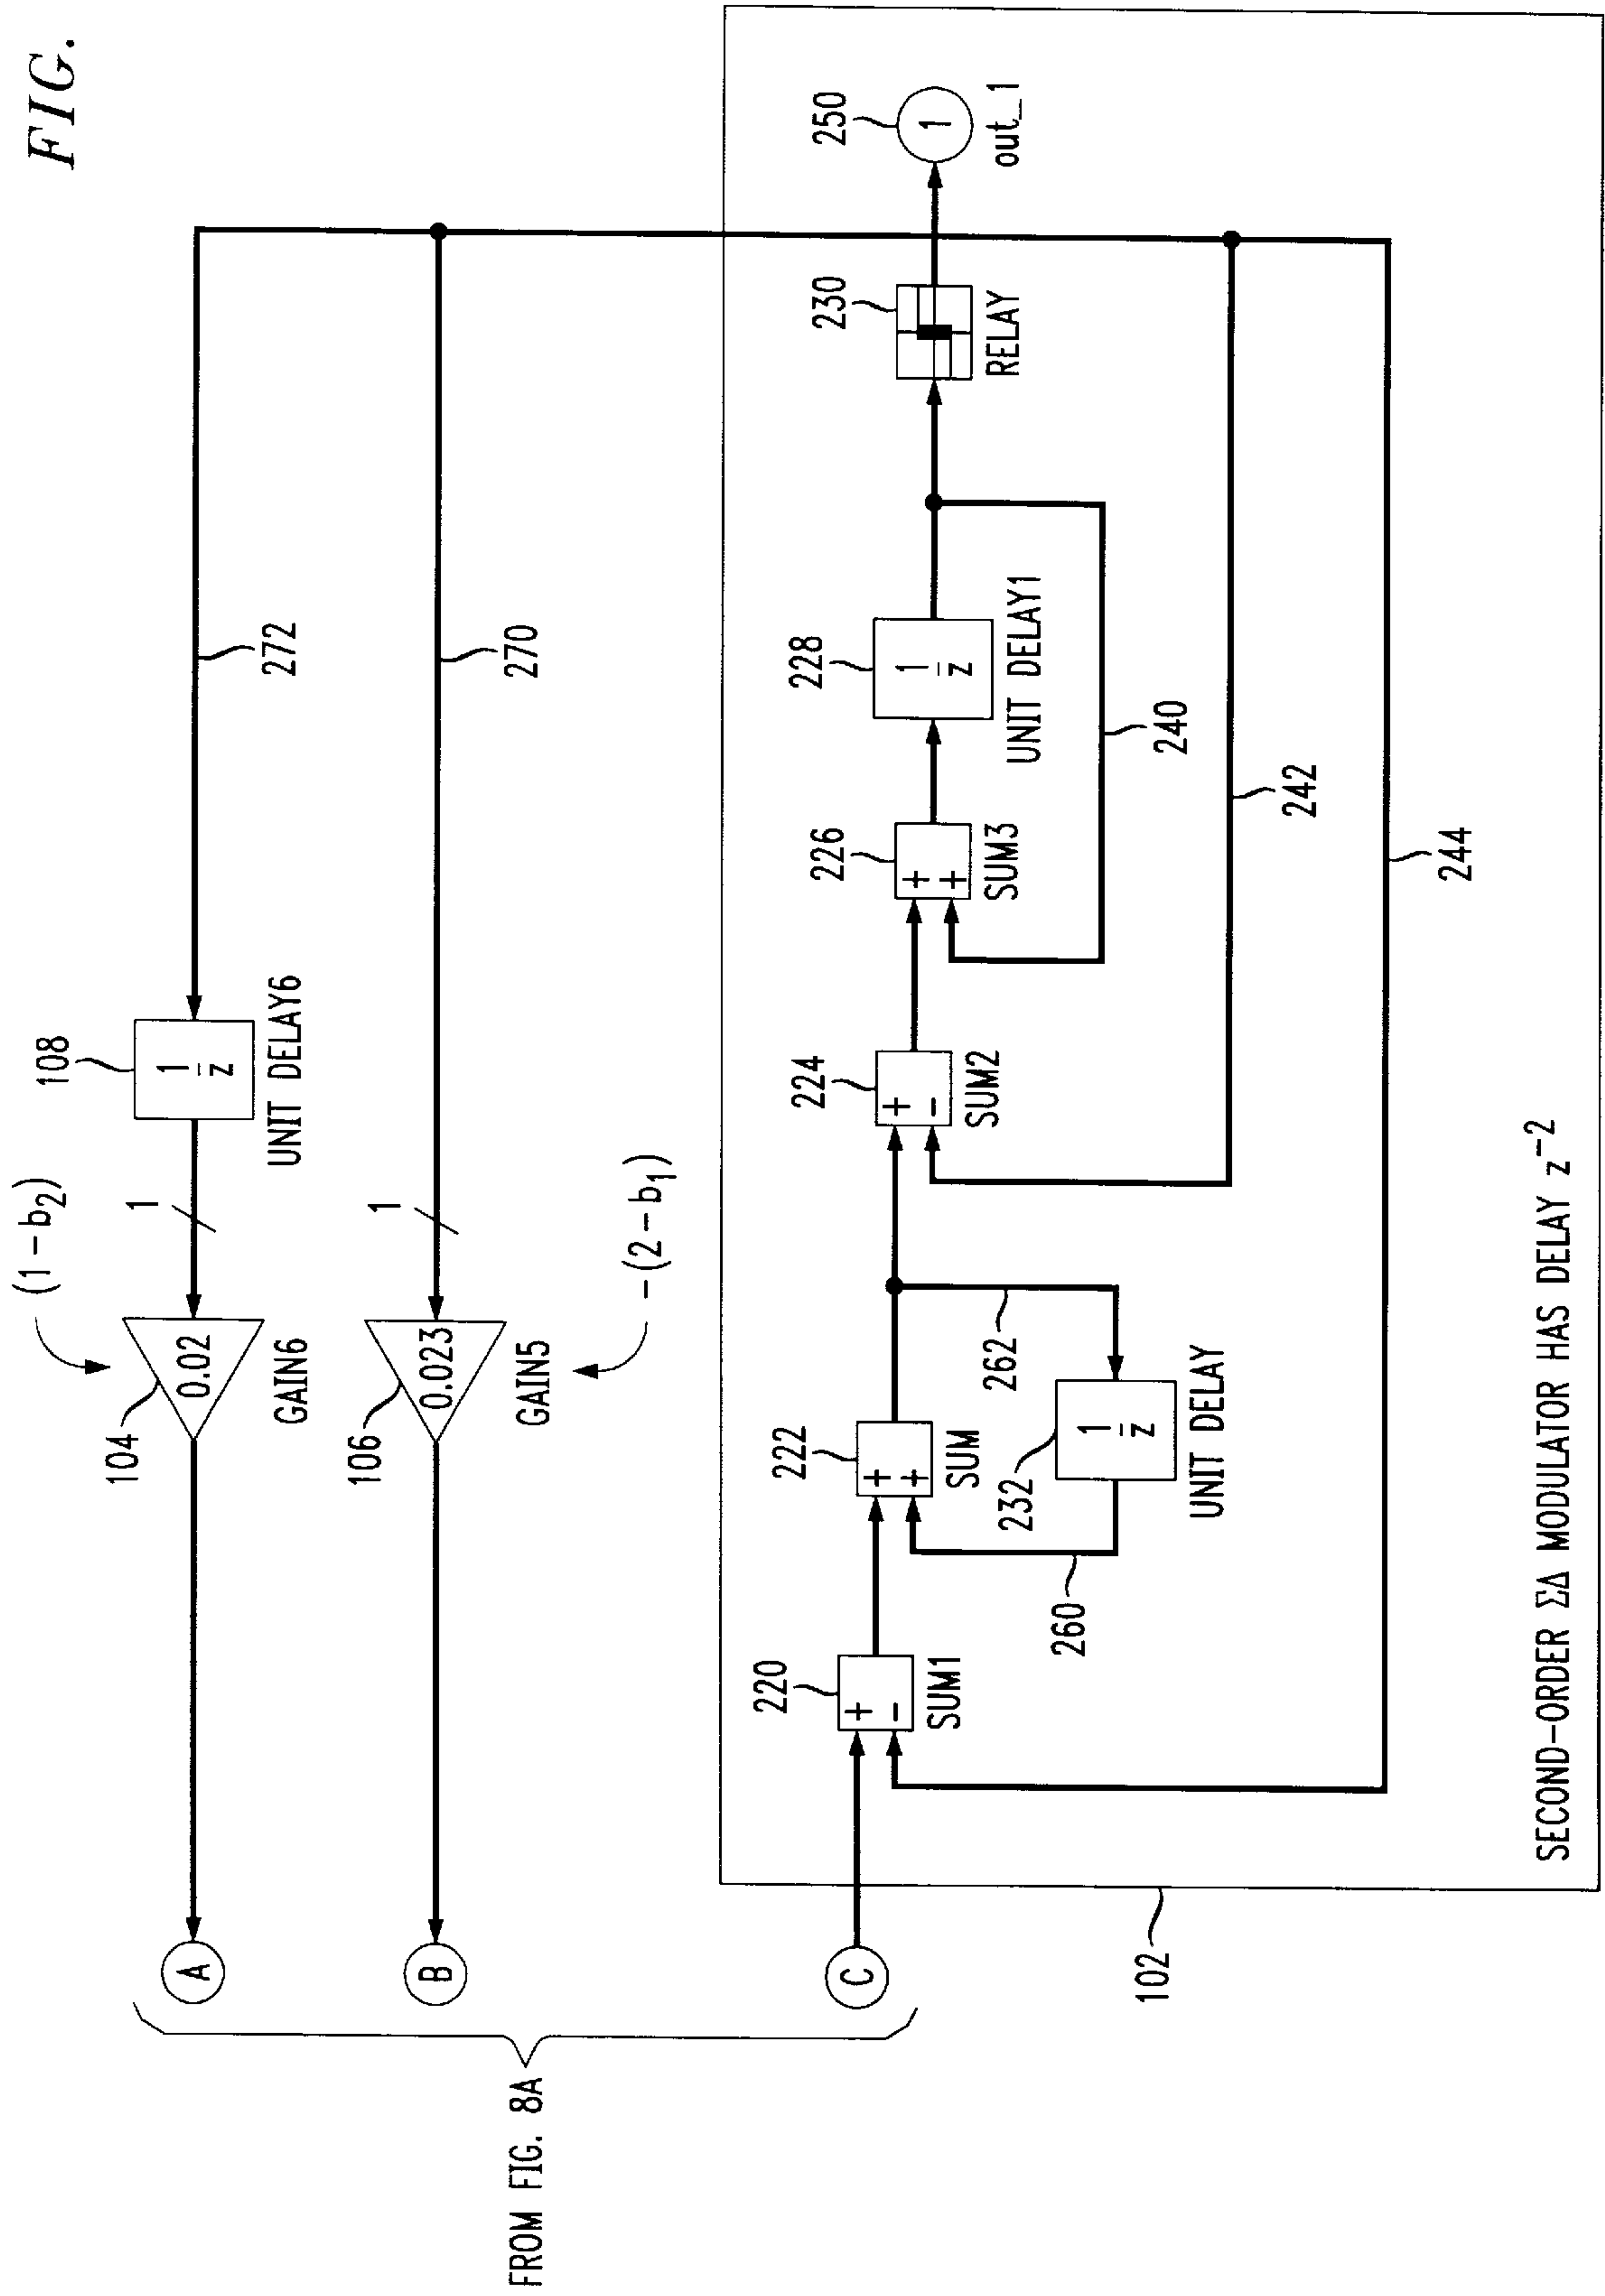 FIG.
(1-b2)
104
0.02
GAIN6
1
108
1/z
UNIT DELAY6
272
A
106
0.023
GAIN5
-(2-b1)
1
270
B
FROM FIG. 8A
C
102
220
+
-
SUM1
222
+
+
SUM
260
232
1/z
UNIT DELAY
262
224
+
-
SUM2
226
+
+
SUM3
228
1/z
UNIT DELAY1
240
230
RELAY
250
1
out_1
242
244
SECOND-ORDER ΣΔ MODULATOR HAS DELAY z⁻²